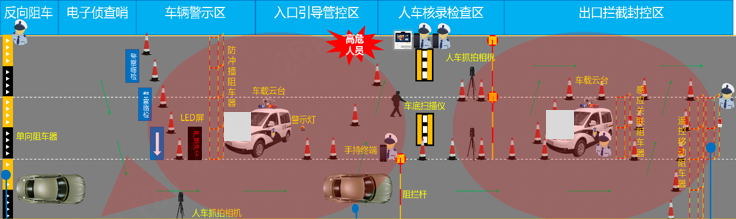 反向阻车
电子侦查哨
车辆警示区
入口引导管控区
人车核录检查区
出口拦截封控区
高危
人员
防冲撞阻车器
车载云台
人车抓拍相机
车载云台
警察临检
LED屏
警示灯
车底扫描仪
单向阻车器
手持终端
阻拦杆
人车抓拍相机